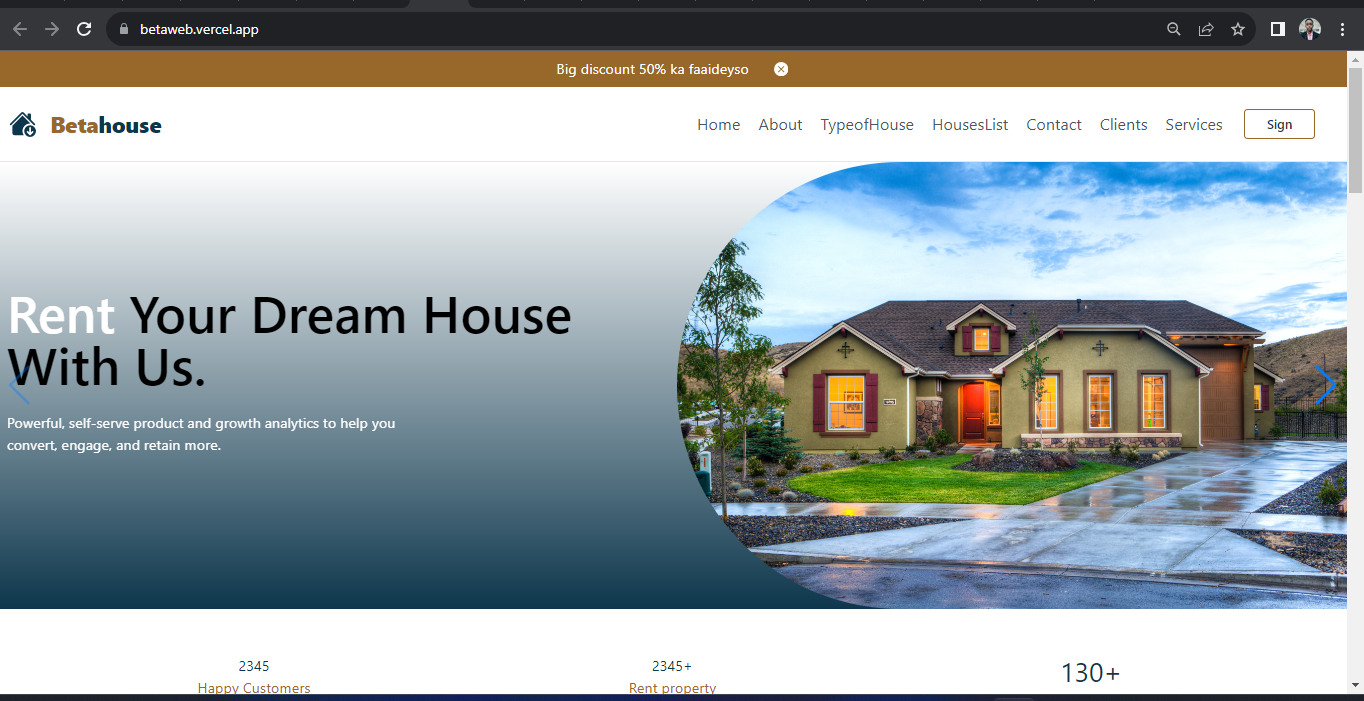 betaweb.vercel.app
Big discount 50% ka faaideyso
Betahouse
Home About TypeofHouse HousesList Contact Clients Services Sign
Rent Your Dream House
With Us.
Powerful, self-serve product and growth analytics to help you
convert, engage, and retain more.
2345 2345+ 130+
Happy Customers Rent property